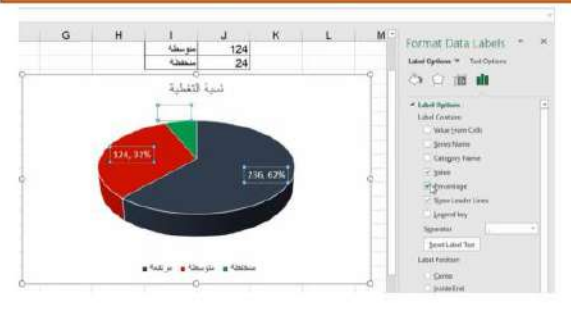 G H I J K L M
متوسطة 124
منخفضة 24
نسبة التغطية
124, 32%
236, 62%
مرتفعة متوسطة منخفضة
Format Data Labels
Label Options Text Options
Label Options
Label Contains
Value From Cells
Series Name
Category Name
Value
Percentage
Show Leader Lines
Legend key
Separator
Reset Label Text
Label Position
Center
Inside End